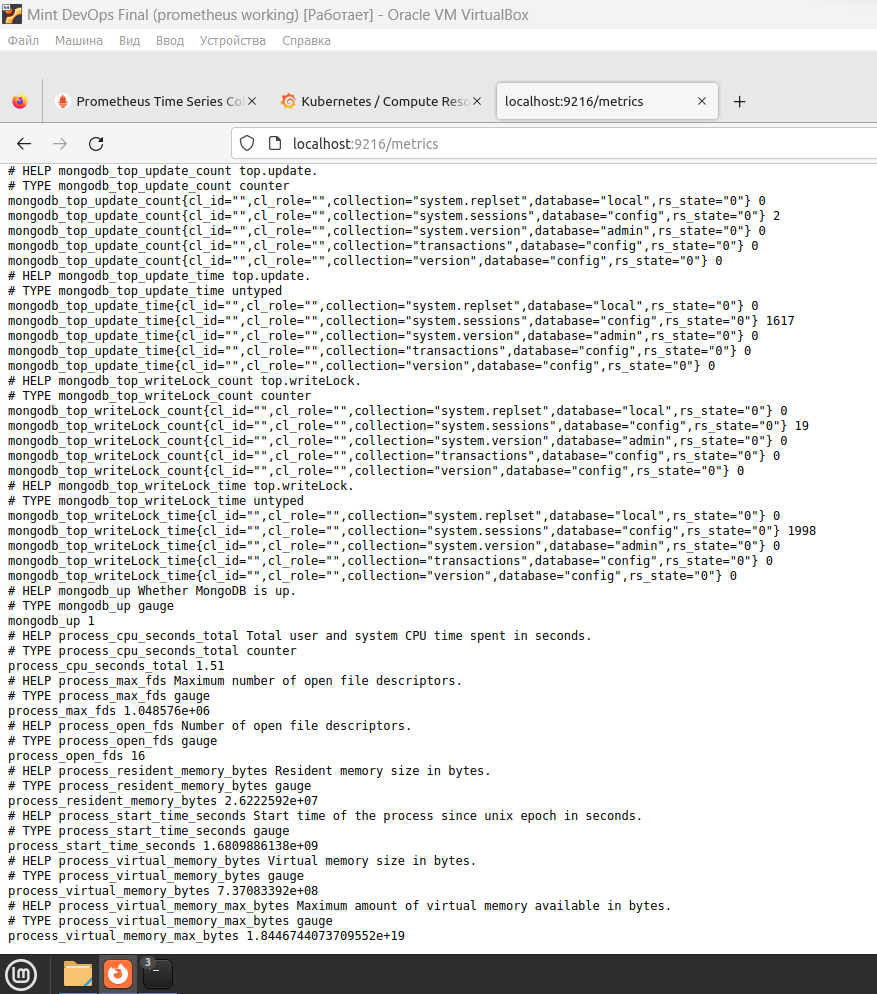 Mint DevOps Final (prometheus working) [Работает] - Oracle VM VirtualBox
Файл Машина Вид Ввод Устройства Справка
Prometheus Time Series Col Kubernetes / Compute Reso localhost:9216/metrics
localhost:9216/metrics
# HELP mongodb_top_update_count top.update.
# TYPE mongodb_top_update_count counter
mongodb_top_update_count{cl_id="",cl_role="",collection="system.replset",database="local",rs_state="0"} 0
mongodb_top_update_count{cl_id="",cl_role="",collection="system.sessions",database="config",rs_state="0"} 2
mongodb_top_update_count{cl_id="",cl_role="",collection="system.version",database="admin",rs_state="0"} 0
mongodb_top_update_count{cl_id="",cl_role="",collection="transactions",database="config",rs_state="0"} 0
mongodb_top_update_count{cl_id="",cl_role="",collection="version",database="config",rs_state="0"} 0
# HELP mongodb_top_update_time top.update.
# TYPE mongodb_top_update_time untyped
mongodb_top_update_time{cl_id="",cl_role="",collection="system.replset",database="local",rs_state="0"} 0
mongodb_top_update_time{cl_id="",cl_role="",collection="system.sessions",database="config",rs_state="0"} 1617
mongodb_top_update_time{cl_id="",cl_role="",collection="system.version",database="admin",rs_state="0"} 0
mongodb_top_update_time{cl_id="",cl_role="",collection="transactions",database="config",rs_state="0"} 0
mongodb_top_update_time{cl_id="",cl_role="",collection="version",database="config",rs_state="0"} 0
# HELP mongodb_top_writeLock_count top.writeLock.
# TYPE mongodb_top_writeLock_count counter
mongodb_top_writeLock_count{cl_id="",cl_role="",collection="system.replset",database="local",rs_state="0"} 0
mongodb_top_writeLock_count{cl_id="",cl_role="",collection="system.sessions",database="config",rs_state="0"} 19
mongodb_top_writeLock_count{cl_id="",cl_role="",collection="system.version",database="admin",rs_state="0"} 0
mongodb_top_writeLock_count{cl_id="",cl_role="",collection="transactions",database="config",rs_state="0"} 0
mongodb_top_writeLock_count{cl_id="",cl_role="",collection="version",database="config",rs_state="0"} 0
# HELP mongodb_top_writeLock_time top.writeLock.
# TYPE mongodb_top_writeLock_time untyped
mongodb_top_writeLock_time{cl_id="",cl_role="",collection="system.replset",database="local",rs_state="0"} 0
mongodb_top_writeLock_time{cl_id="",cl_role="",collection="system.sessions",database="config",rs_state="0"} 1998
mongodb_top_writeLock_time{cl_id="",cl_role="",collection="system.version",database="admin",rs_state="0"} 0
mongodb_top_writeLock_time{cl_id="",cl_role="",collection="transactions",database="config",rs_state="0"} 0
mongodb_top_writeLock_time{cl_id="",cl_role="",collection="version",database="config",rs_state="0"} 0
# HELP mongodb_up Whether MongoDB is up.
# TYPE mongodb_up gauge
mongodb_up 1
# HELP process_cpu_seconds_total Total user and system CPU time spent in seconds.
# TYPE process_cpu_seconds_total counter
process_cpu_seconds_total 1.51
# HELP process_max_fds Maximum number of open file descriptors.
# TYPE process_max_fds gauge
process_max_fds 1.048576e+06
# HELP process_open_fds Number of open file descriptors.
# TYPE process_open_fds gauge
process_open_fds 16
# HELP process_resident_memory_bytes Resident memory size in bytes.
# TYPE process_resident_memory_bytes gauge
process_resident_memory_bytes 2.6222592e+07
# HELP process_start_time_seconds Start time of the process since unix epoch in seconds.
# TYPE process_start_time_seconds gauge
process_start_time_seconds 1.6809886138e+09
# HELP process_virtual_memory_bytes Virtual memory size in bytes.
# TYPE process_virtual_memory_bytes gauge
process_virtual_memory_bytes 7.37083392e+08
# HELP process_virtual_memory_max_bytes Maximum amount of virtual memory available in bytes.
# TYPE process_virtual_memory_max_bytes gauge
process_virtual_memory_max_bytes 1.8446744073709552e+19
3